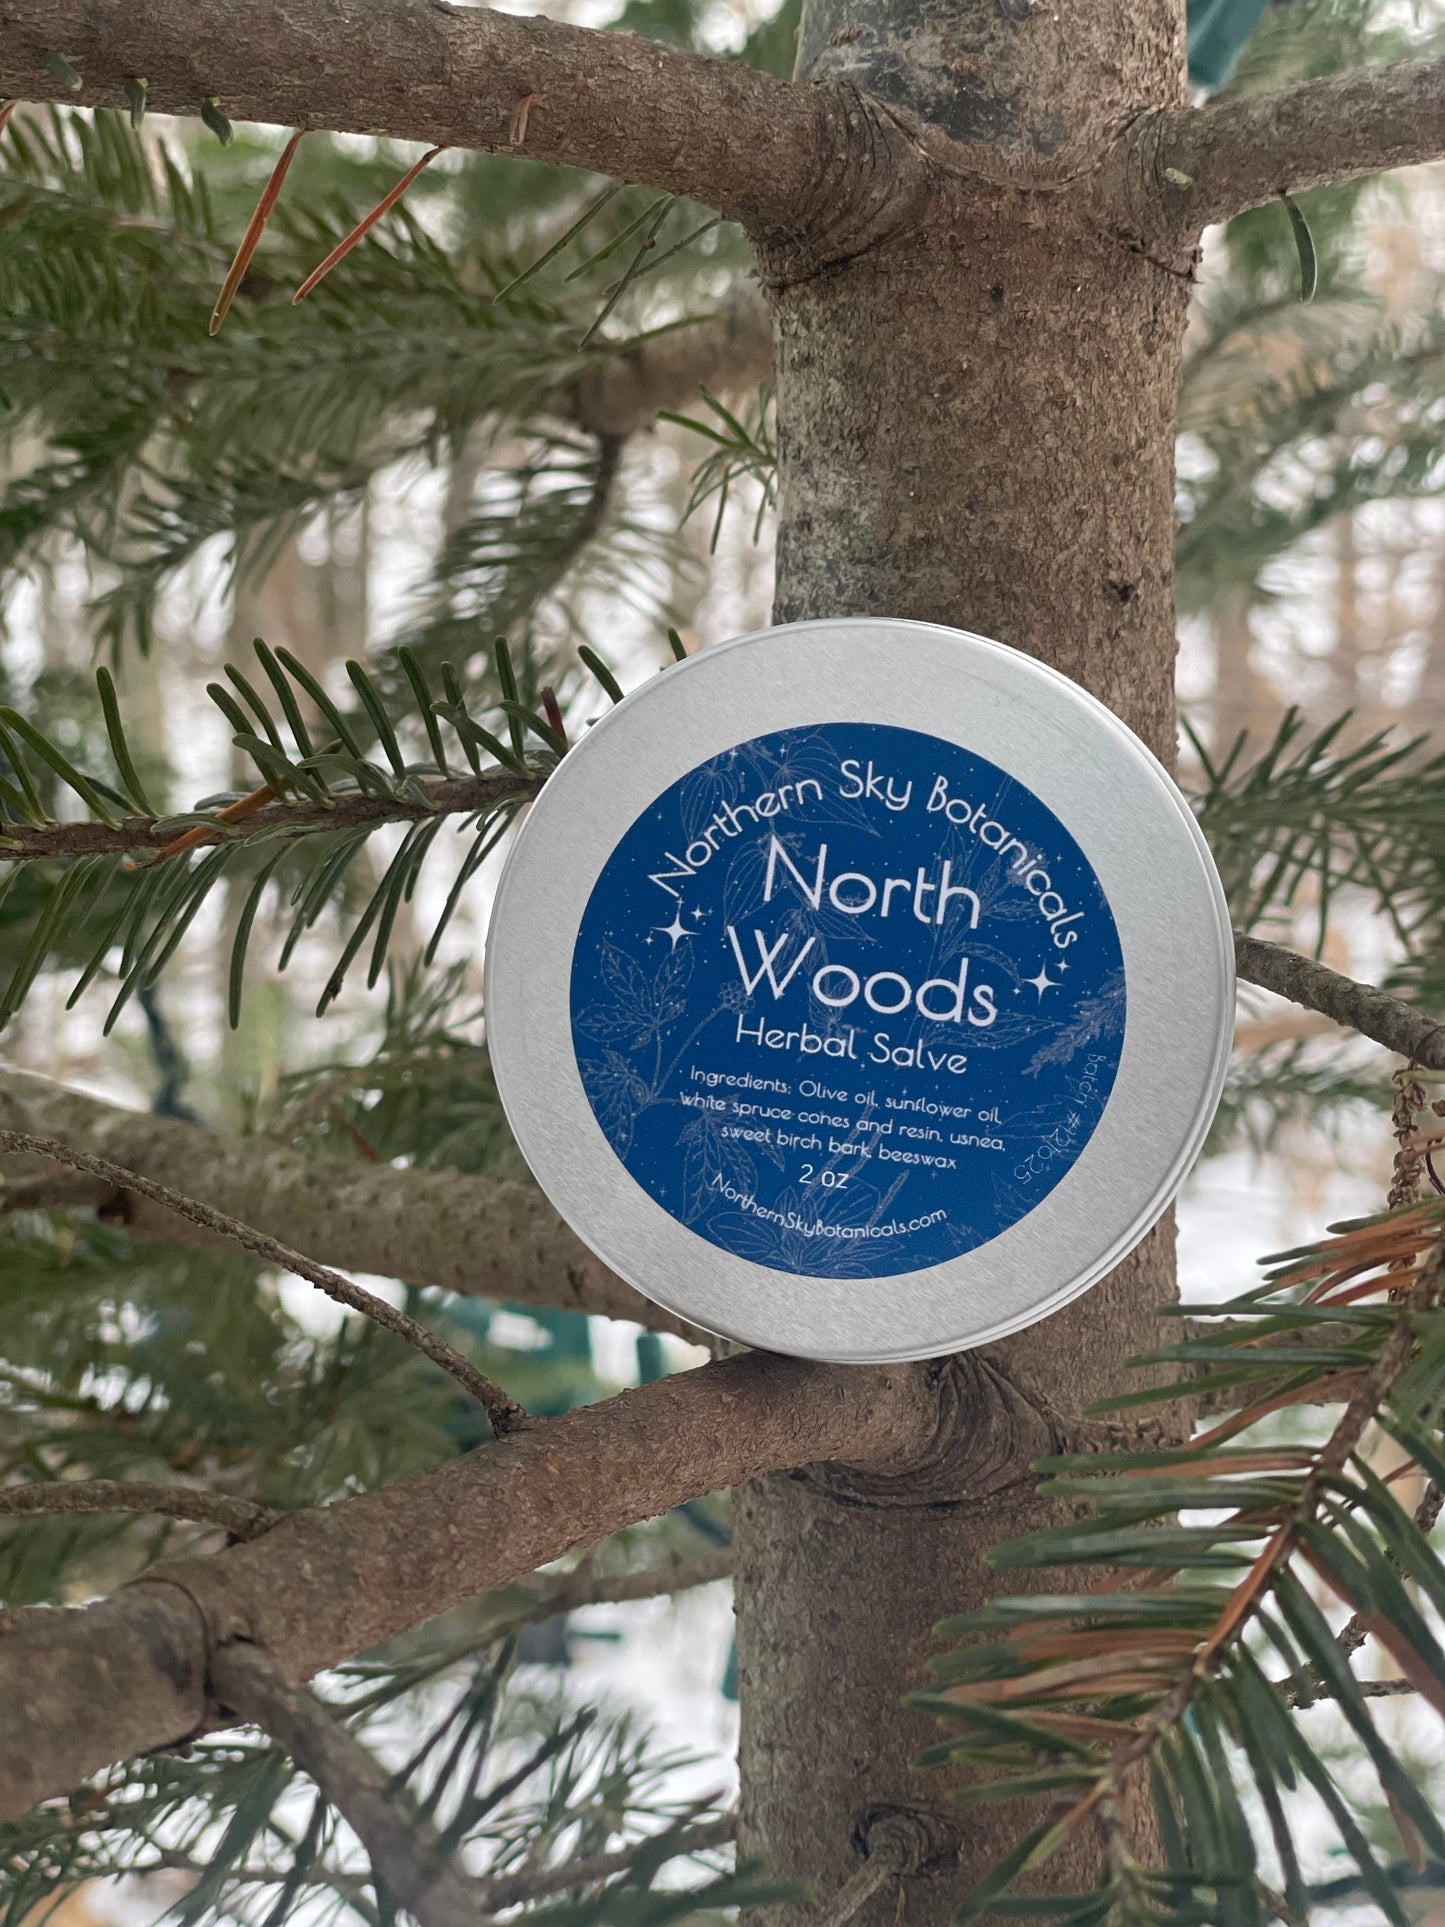 Northern Sky Botanicals
North
Woods
Herbal Salve
Ingredients: Olive oil, sunflower oil,
white spruce cones and resin, usnea,
sweet birch bark, beeswax
2 oz
NorthernSkyBotanicals.com